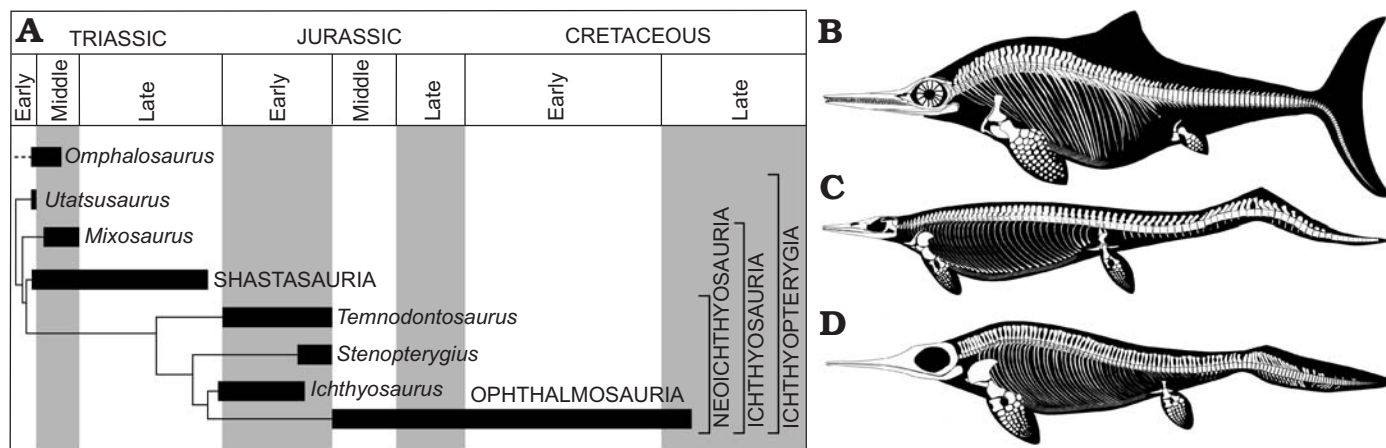 A
TRIASSIC JURASSIC CRETACEOUS
Early Middle Late Early Middle Late Early Late
Omphalosaurus
Utatsusaurus
Mixosaurus
SHASTASAURIA
Temnodontosaurus
Stenopterygius
Ichthyosaurus
OPHTHALMOSAURIA
NEOICHTHYOSAURIA
ICHTHYOSAURIA
ICHTHYOPTERYGIA
B
C
D